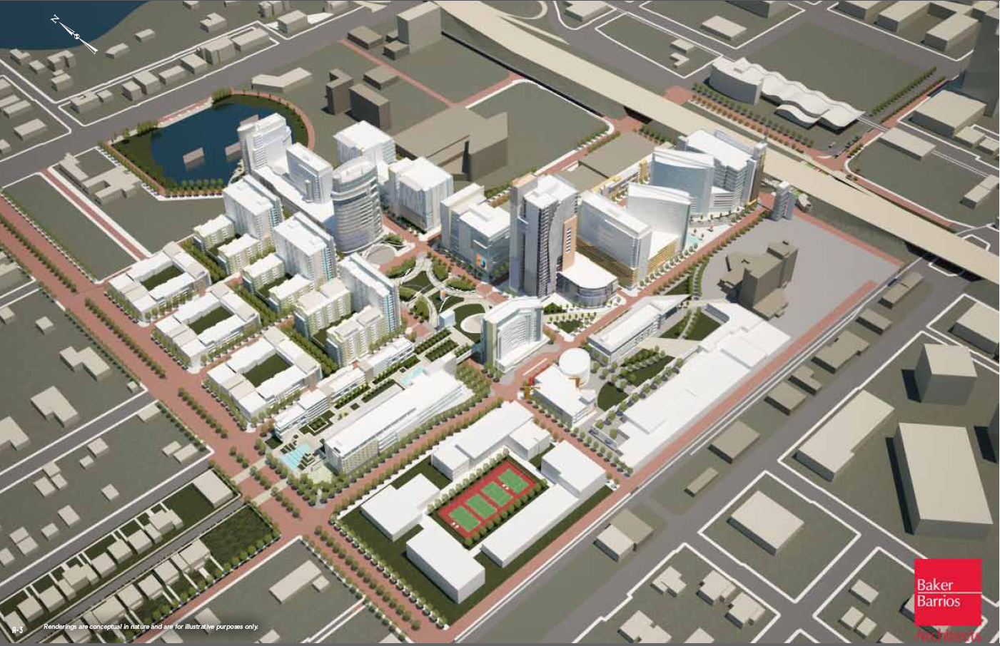 N
A-3
Renderings are conceptual in nature and are for illustrative purposes only.
Baker
Barrios
Architects